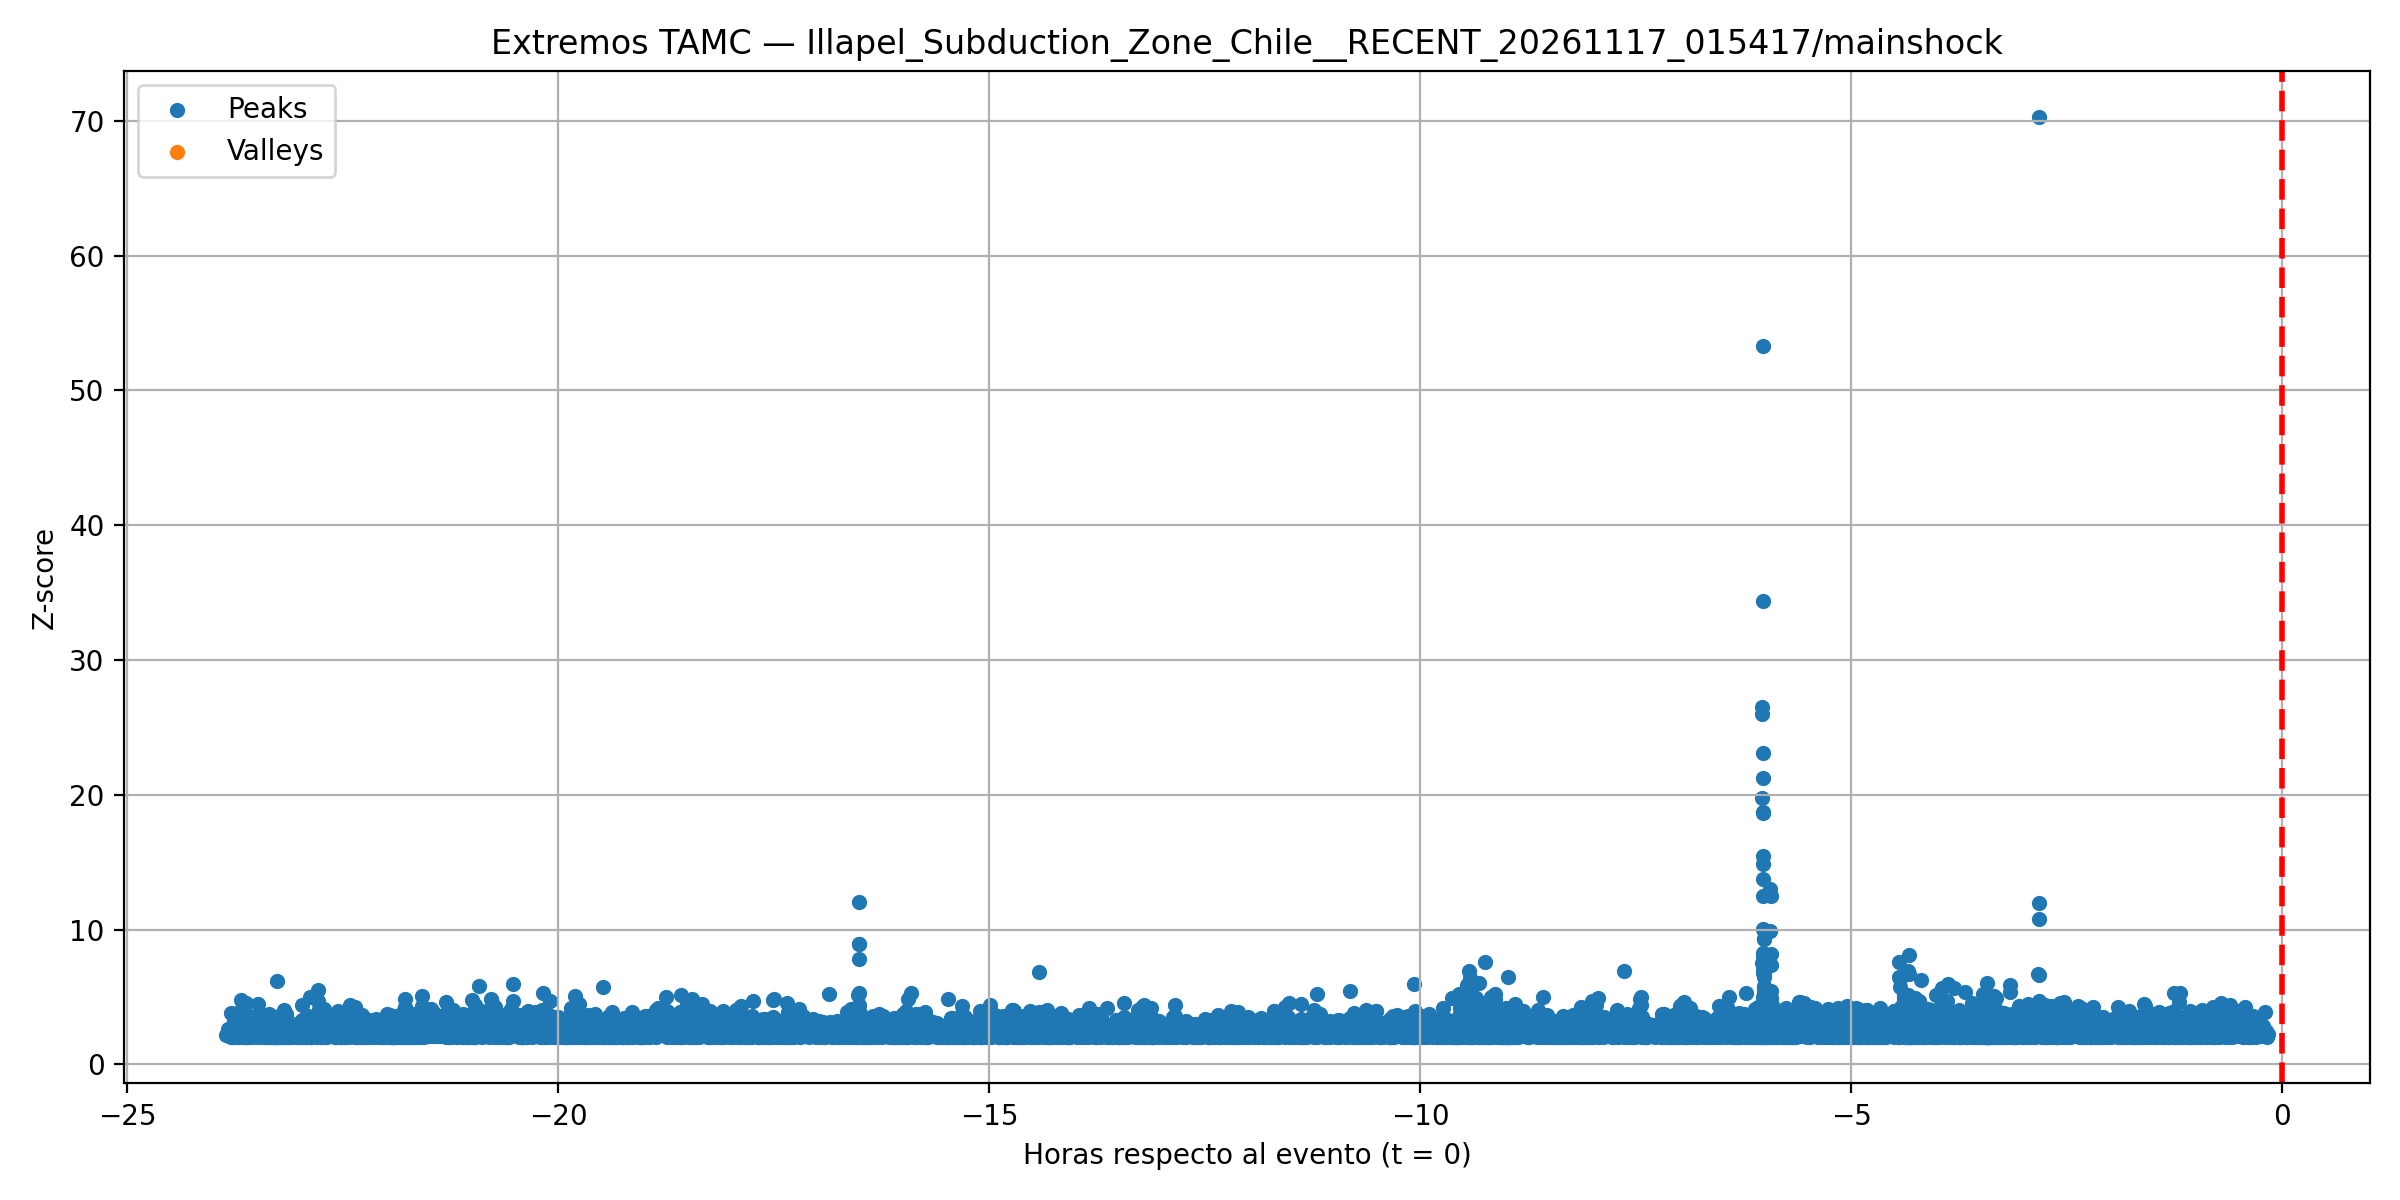 Extremos TAMC — Illapel_Subduction_Zone_Chile__RECENT_20261117_015417/mainshock
Peaks
Valleys
70
60
50
40
30
20
10
0
Z-score
−25 −20 −15 −10 −5 0
Horas respecto al evento (t = 0)